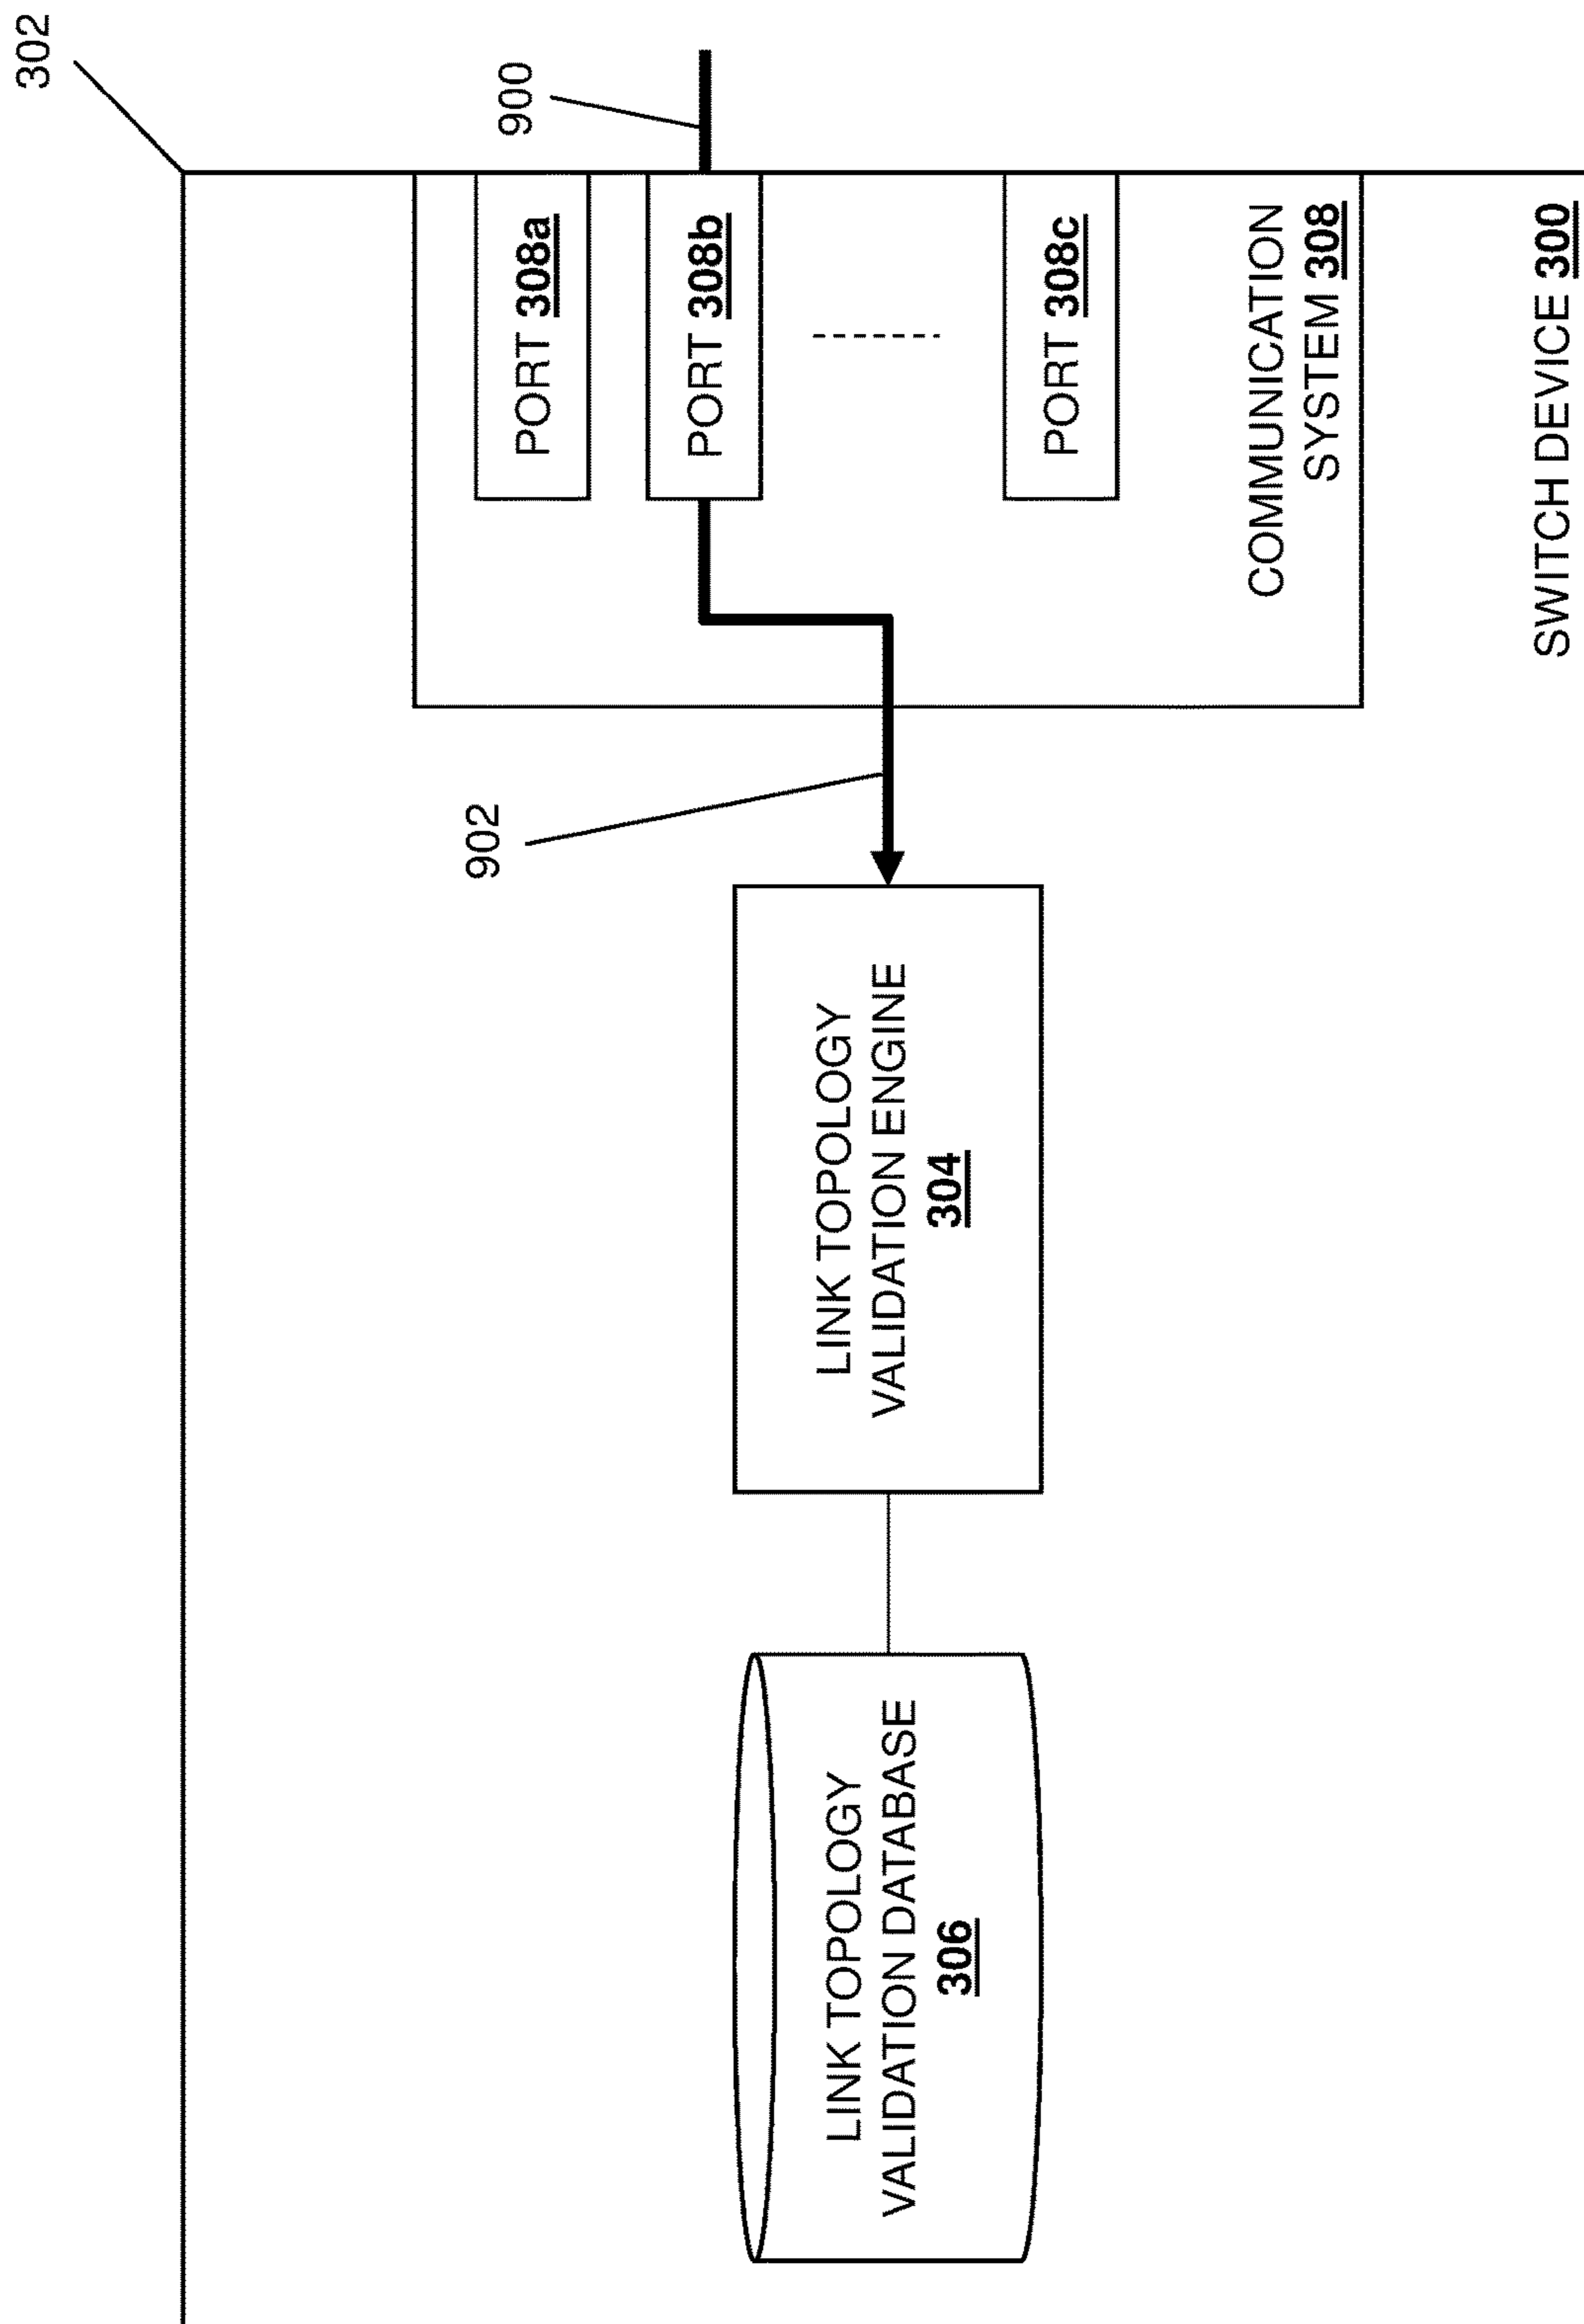 302
902
900
PORT 308a
PORT 308b
LINK TOPOLOGY
VALIDATION DATABASE
306
LINK TOPOLOGY
VALIDATION ENGINE
304
PORT 308c
COMMUNICATION
SYSTEM 308
SWITCH DEVICE 300